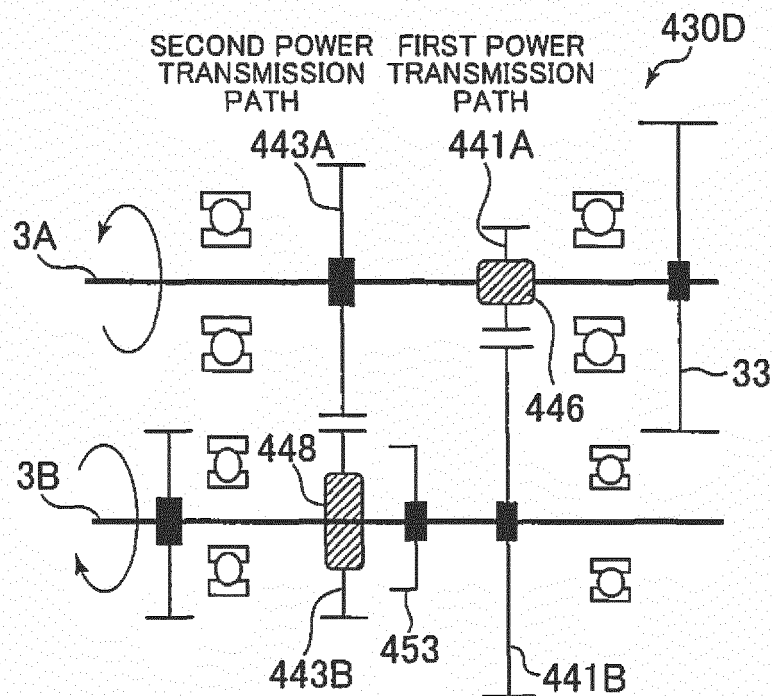 430D
SECOND POWER
TRANSMISSION
PATH
FIRST POWER
TRANSMISSION
PATH
443A
441A
3A
33
446
448
3B
453
443B
441B